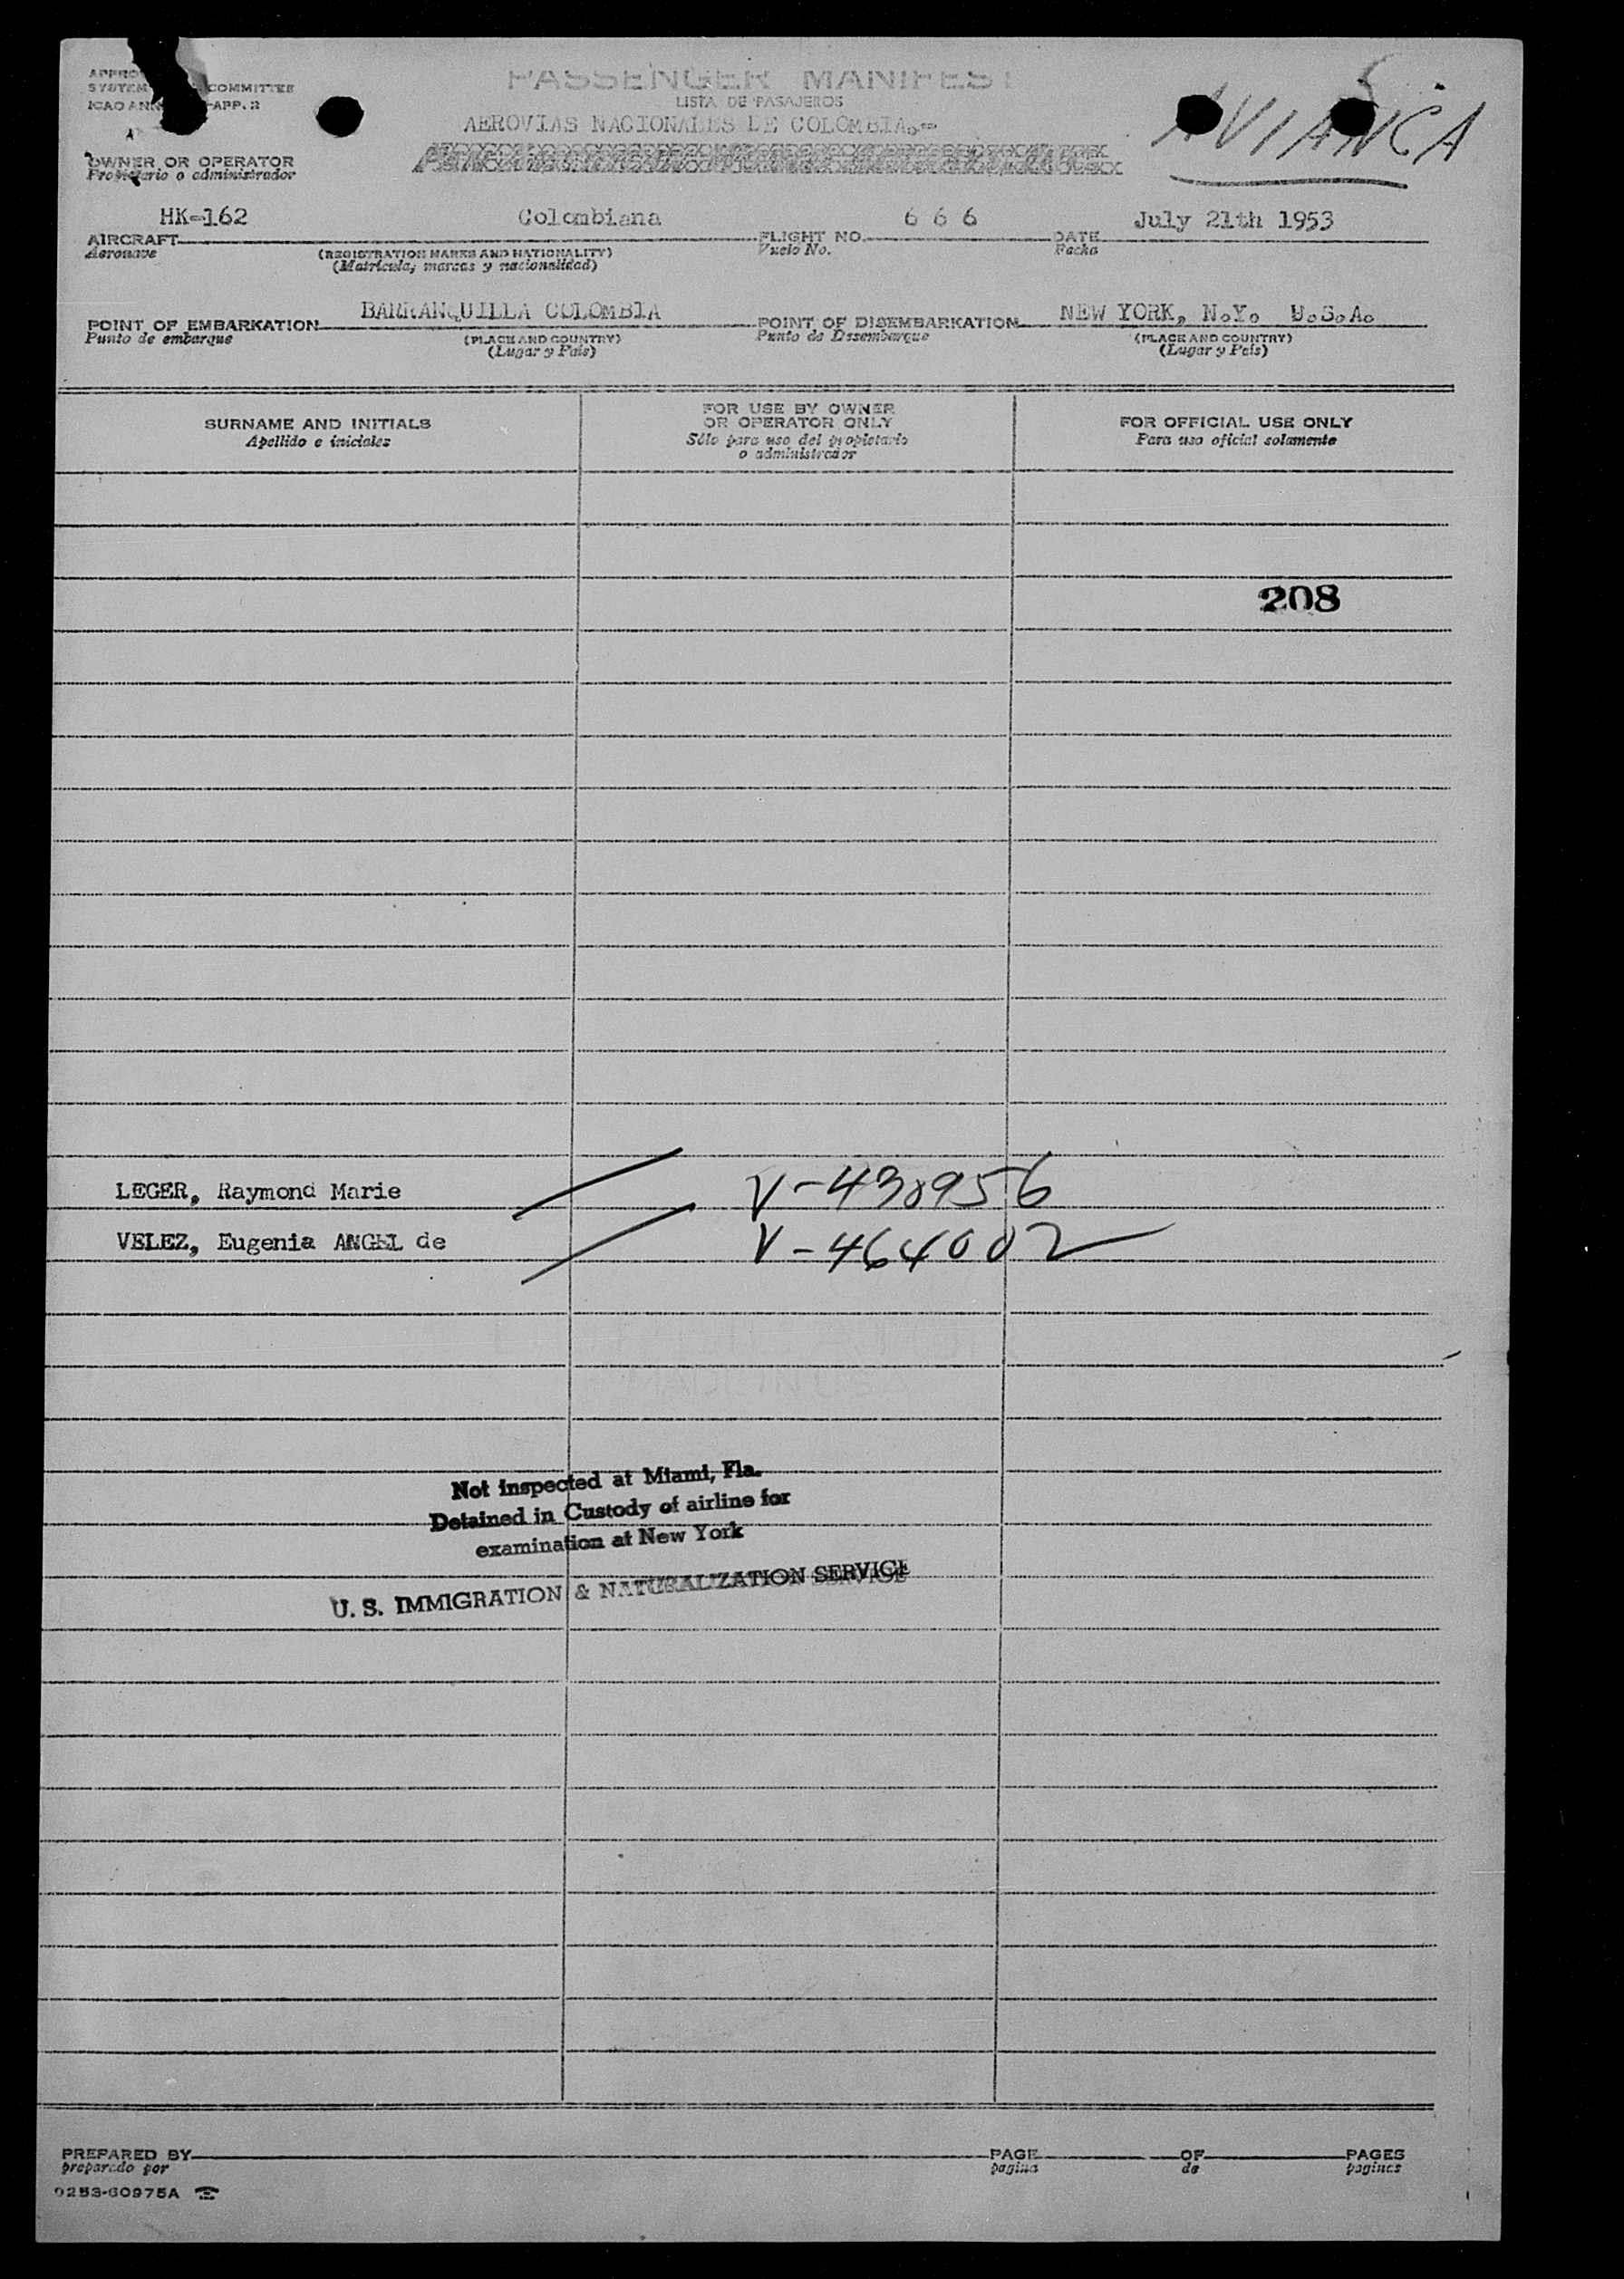 PASSENGER MANIFEST
LISTA DE PASAJEROS
COMMITTEE
-APP. 2
AEROVIAS NACIONALES DE COLOMBIA.=
AVIANCA
OWNER OR OPERATOR
Propietario o administrador
HK-162 Colombiana 6 6 6 July 21th 1953
AIRCRAFT FLIGHT NO. DATE
Aeronave (REGISTRATION MARKS AND NATIONALITY) Vuelo No. Fecha
(Matricula, marcas y nacionalidad)
BARRANQUILLA COLOMBIA NEW YORK, N.Y. U.S.A.
POINT OF EMBARKATION POINT OF DISEMBARKATION
Punto de embarque (PLACE AND COUNTRY) Punto de Desembarque (PLACE AND COUNTRY)
(Lugar y País) (Lugar y País)
SURNAME AND INITIALS
Apellido e iniciales
FOR USE BY OWNER
OR OPERATOR ONLY
Sólo para uso del propietario
o administrador
FOR OFFICIAL USE ONLY
Para uso oficial solamente
208
LEGER, Raymond Marie V-438956
VELEZ, Eugenia ANGEL de V-464002
Not inspected at Miami, Fla.
Detained in Custody of airline for
examination at New York
U. S. IMMIGRATION & NATURALIZATION SERVICE
PREPARED BY PAGE OF PAGES
preparado por pagina de paginas
0253-60975A